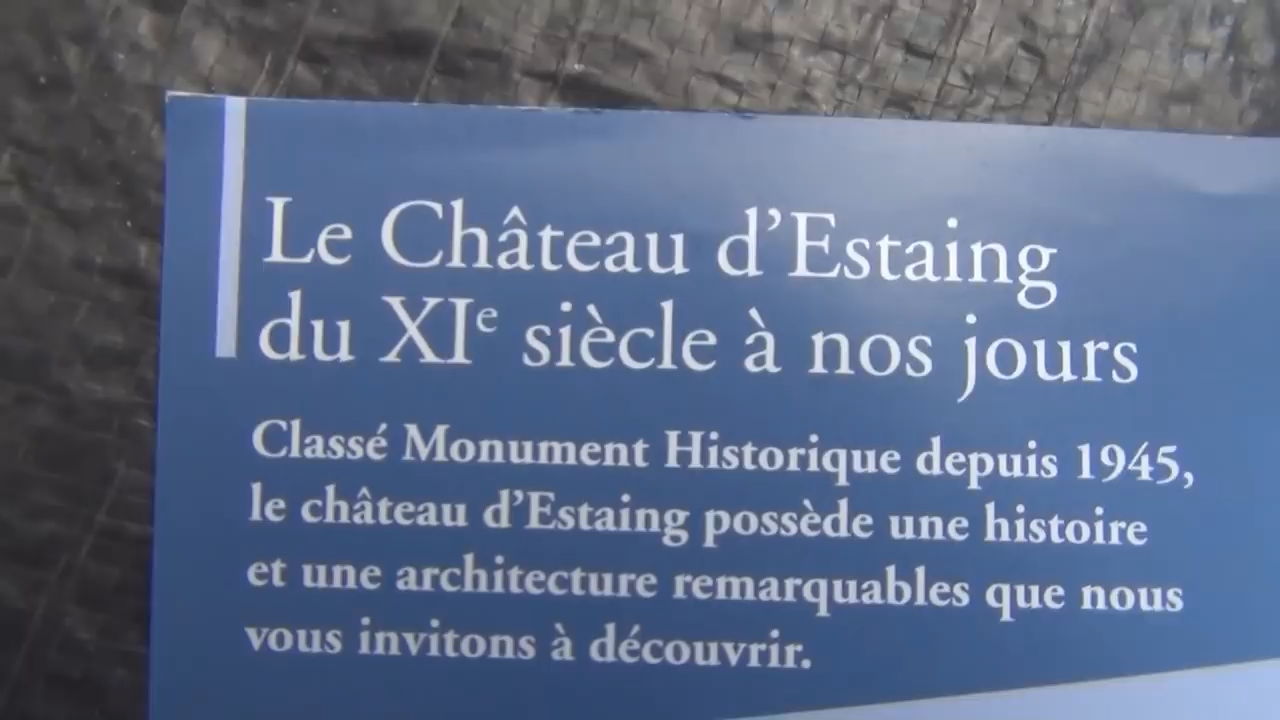 Le Château d’Estaing
du XIe siècle à nos jours
Classé Monument Historique depuis 1945,
le château d’Estaing possède une histoire
et une architecture remarquables que nous
vous invitons à découvrir.